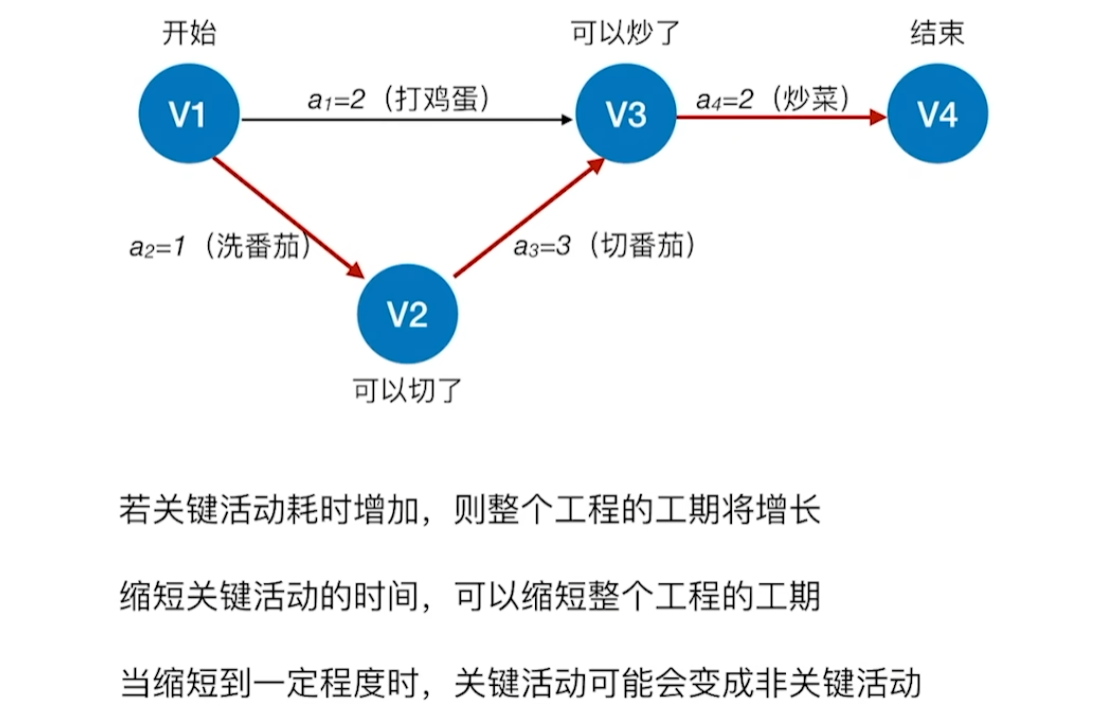 开始
可以炒了
结束
V1
a1=2（打鸡蛋）
V3
a4=2（炒菜）
V4
a2=1（洗番茄）
a3=3（切番茄）
V2
可以切了
若关键活动耗时增加，则整个工程的工期将增长
缩短关键活动的时间，可以缩短整个工程的工期
当缩短到一定程度时，关键活动可能会变成非关键活动